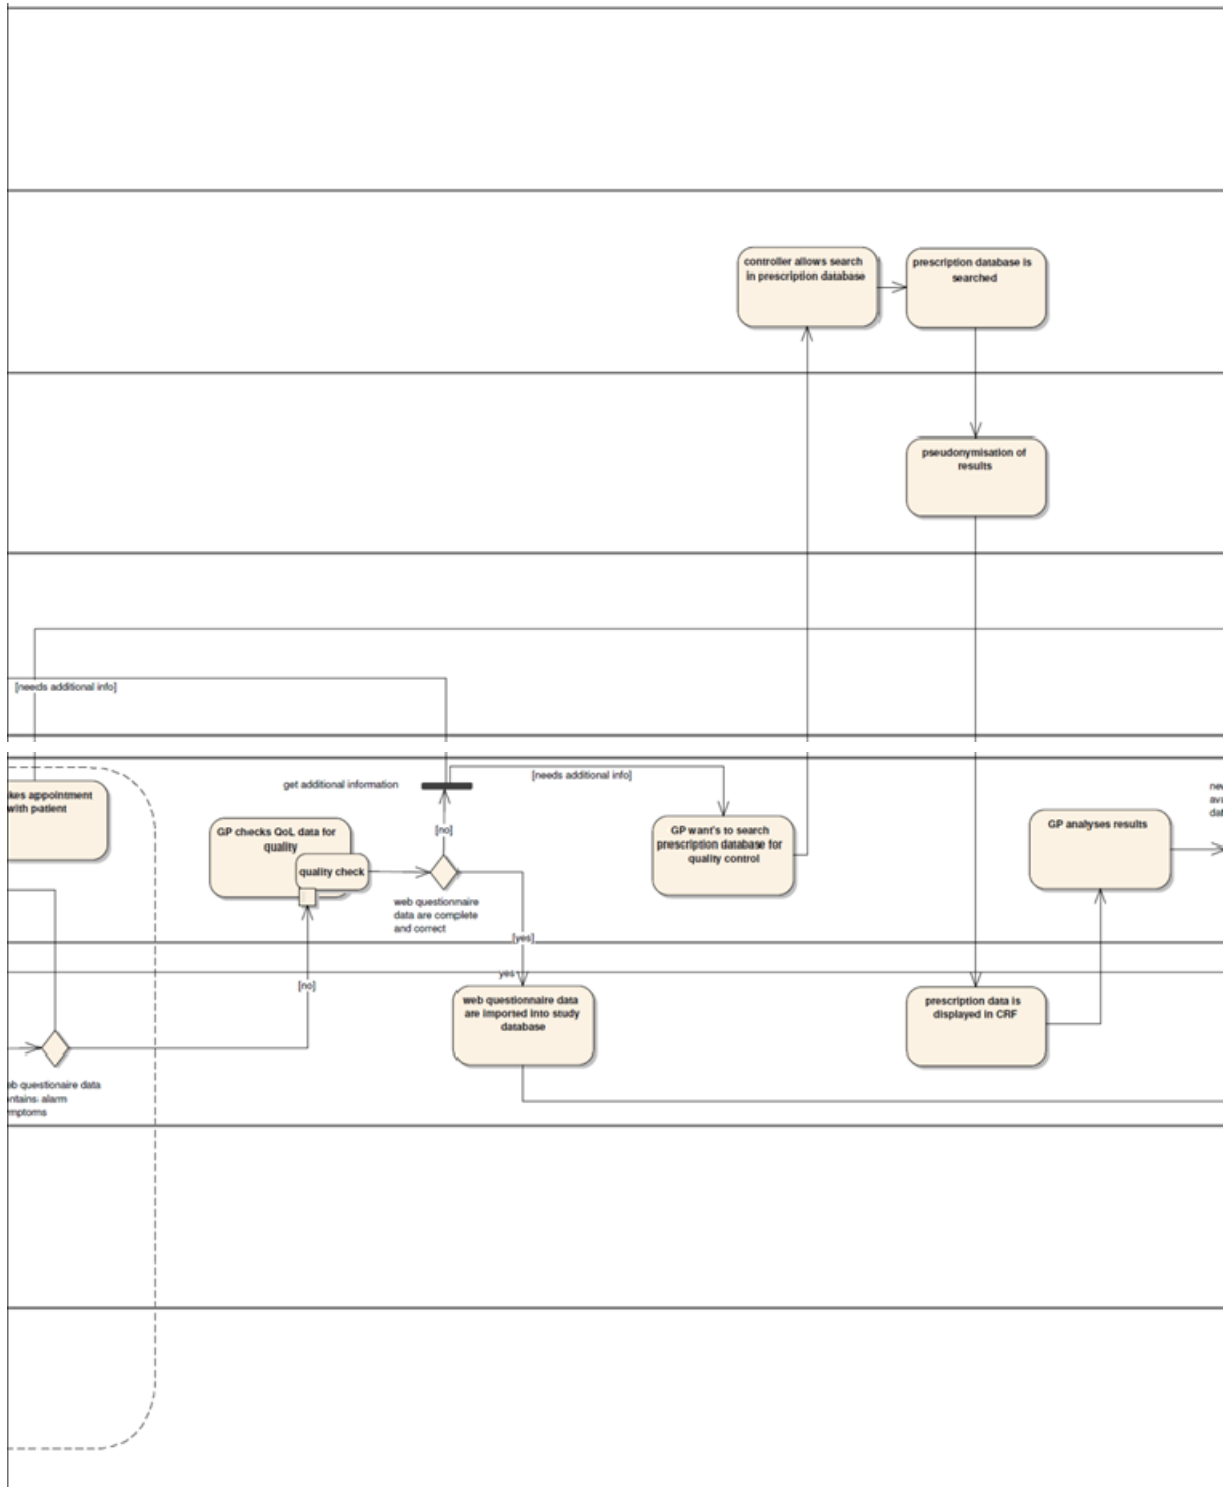 controller allows search
in prescription database
prescription database is
searched
pseudonymisation of
results
[needs additional info]
kes appointment
with patient
get additional information
[needs additional info]
[no]
GP checks QoL data for
quality
quality check
web questionnaire
data are complete
and correct
GP want's to search
prescription database for
quality control
GP analyses results
nev
ava
dat
[yes]
yes
[no]
web questionnaire data
are imported into study
database
prescription data is
displayed in CRF
eb questionaire data
ntains: alarm
mptoms